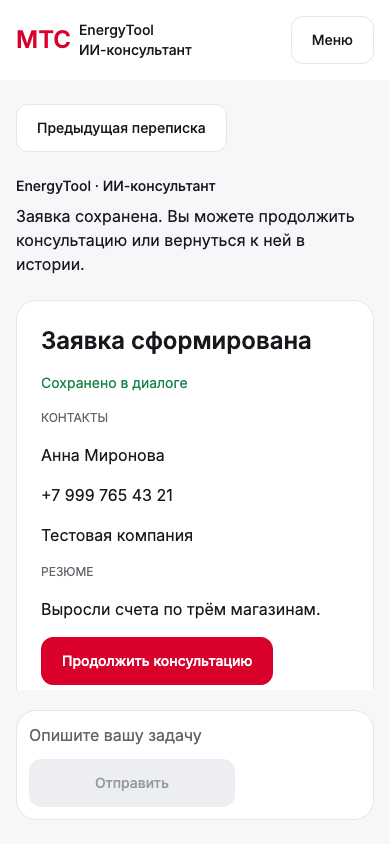 МТС
EnergyTool
ИИ-консультант
Меню
Предыдущая переписка
EnergyTool · ИИ-консультант
Заявка сохранена. Вы можете продолжить
консультацию или вернуться к ней в
истории.
Заявка сформирована
Сохранено в диалоге
КОНТАКТЫ
Анна Миронова
+7 999 765 43 21
Тестовая компания
РЕЗЮМЕ
Выросли счета по трём магазинам.
Продолжить консультацию
Опишите вашу задачу
Отправить